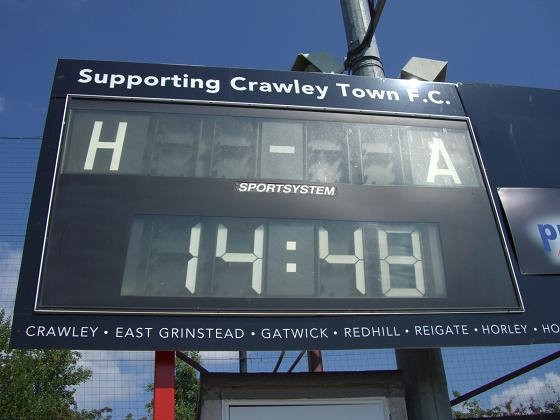 Supporting Crawley Town F.C.
H - A
SPORTSYSTEM
14:48
CRAWLEY • EAST GRINSTEAD • GATWICK • REDHILL • REIGATE • HORLEY •